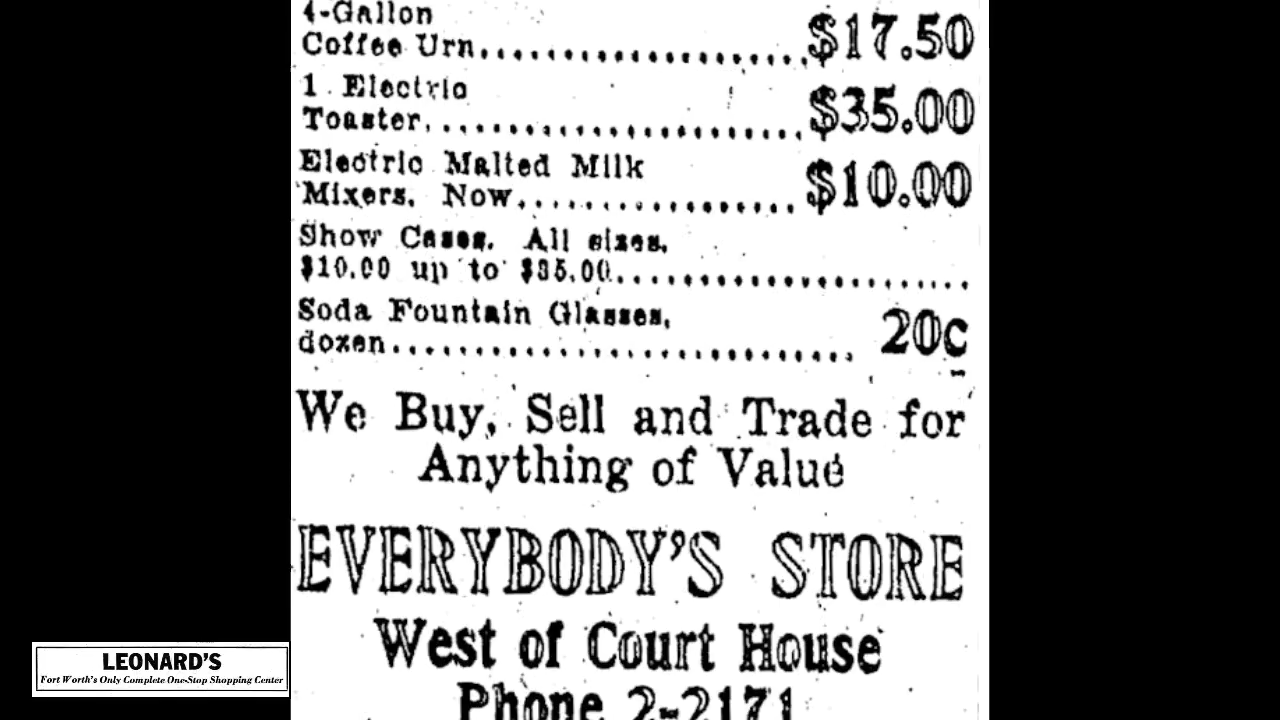 4-Gallon
Coffee Urn..............................$17.50
1 Electric
Toaster..............................$35.00
Electric Malted Milk
Mixers. Now....................$10.00
Show Cases. All sizes.
$10.00 up to $35.00..............................
Soda Fountain Glasses,
dozen..............................20c
We Buy, Sell and Trade for
Anything of Value
EVERYBODY'S STORE
West of Court House
Phone 2-2171
LEONARD'S
Fort Worth's Only Complete One-Stop Shopping Center